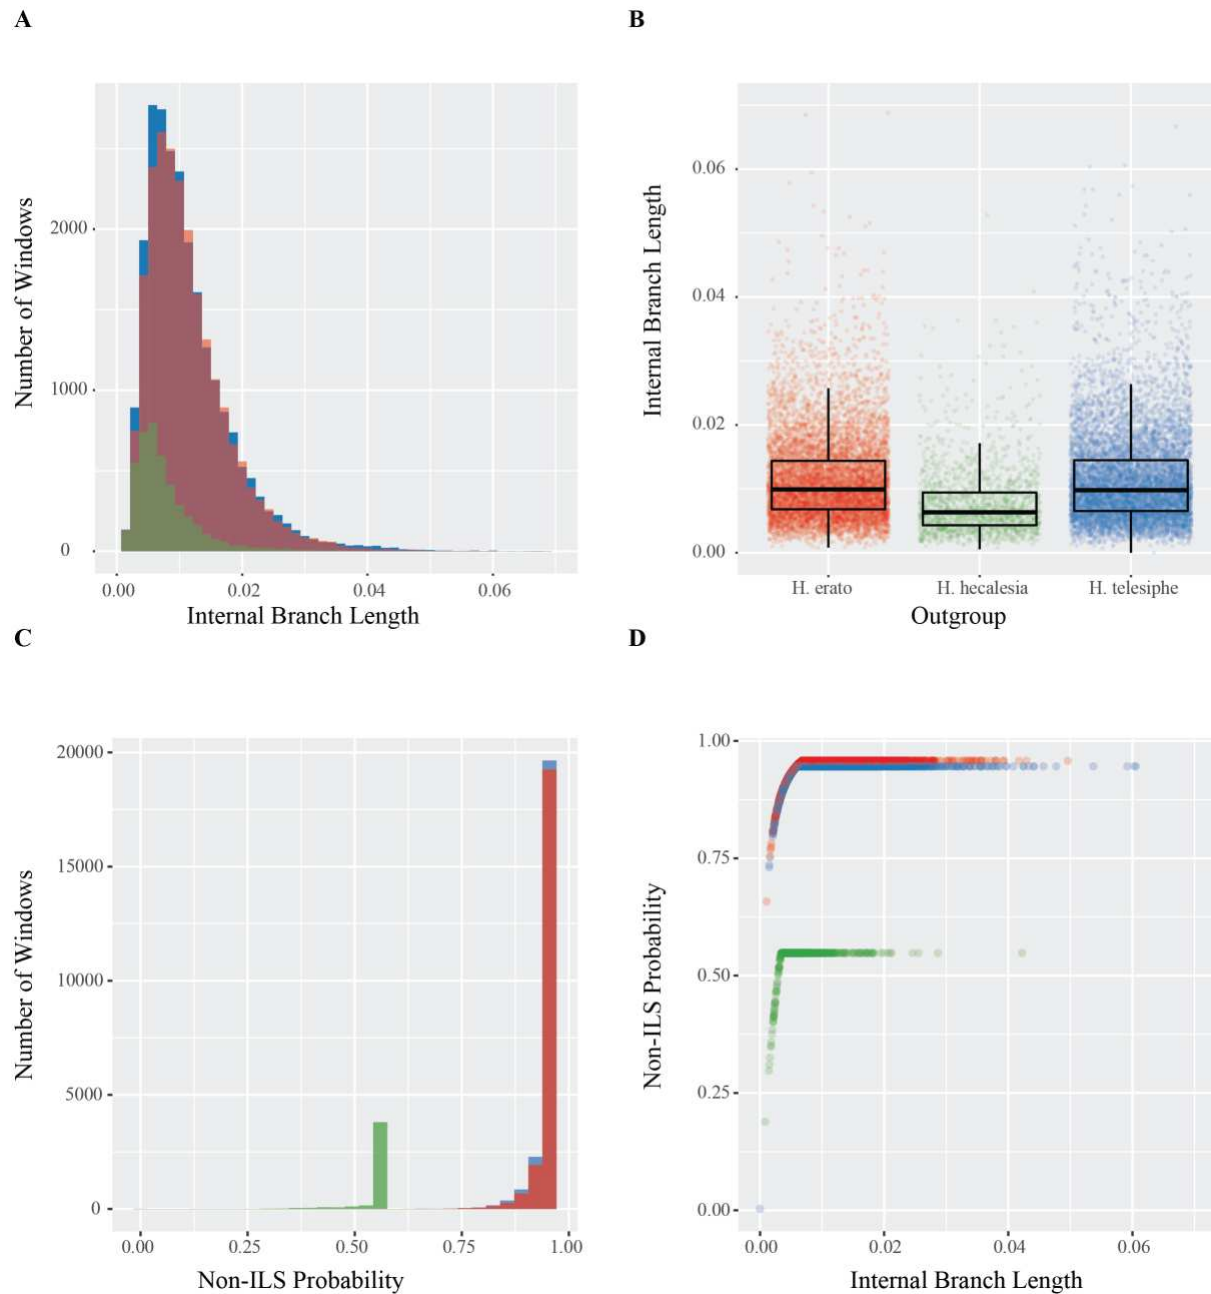 A
Number of Windows
2000
1000
0
0.00 0.02 0.04 0.06
Internal Branch Length
B
Internal Branch Length
0.06
0.04
0.02
0.00
H. erato H. hecalesia H. telesiphe
Outgroup
C
Number of Windows
20000
15000
10000
5000
0
0.00 0.25 0.50 0.75 1.00
Non-ILS Probability
D
Non-ILS Probability
1.00
0.75
0.50
0.25
0.00
0.00 0.02 0.04 0.06
Internal Branch Length